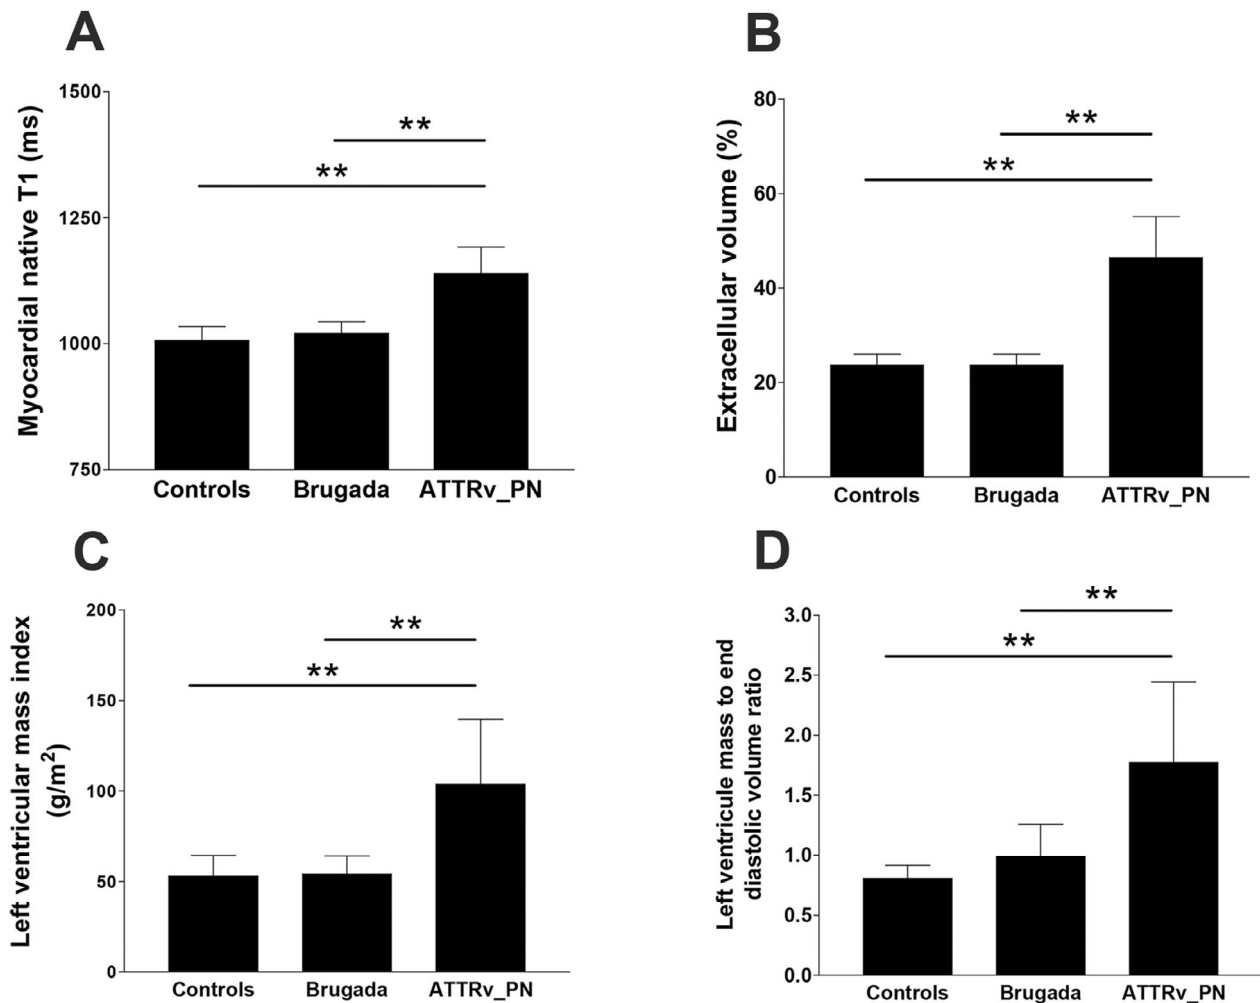 A
Myocardial native T1 (ms)
1500
1250
1000
750
**
**
Controls
Brugada
ATTRv_PN
B
Extracellular volume (%)
80
60
40
20
0
**
**
Controls
Brugada
ATTRv_PN
C
Left ventricular mass index
(g/m²)
200
150
100
50
0
**
**
Controls
Brugada
ATTRv_PN
D
Left ventricule mass to end
diastolic volume ratio
3.0
2.5
2.0
1.5
1.0
0.5
0.0
**
**
Controls
Brugada
ATTRv_PN